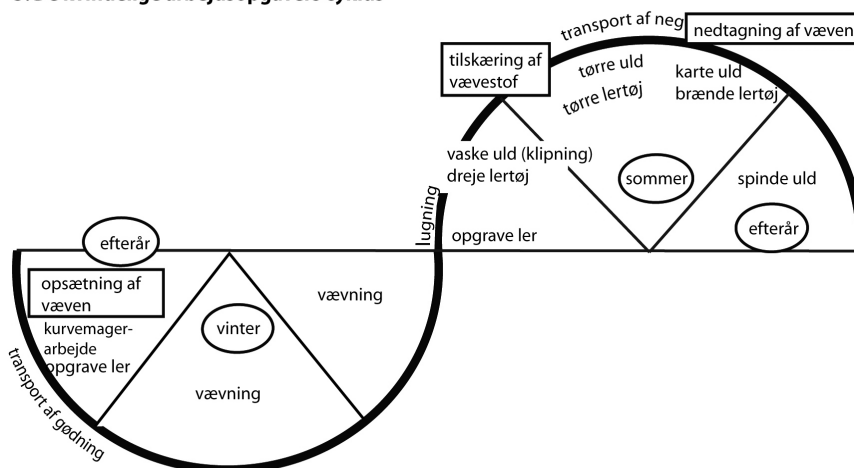 transport af neg
nedtagning af væven
tilskæring af
vævestof
tørre uld
tørre lertøj
karte uld
brænde lertøj
vaske uld (klipning)
dreje lertøj
sommer
spinde uld
lugning
opgrave ler
efterår
efterår
opsætning af
væven
kurvemager-
arbejde
opgrave ler
vævning
vinter
vævning
transport af gødning